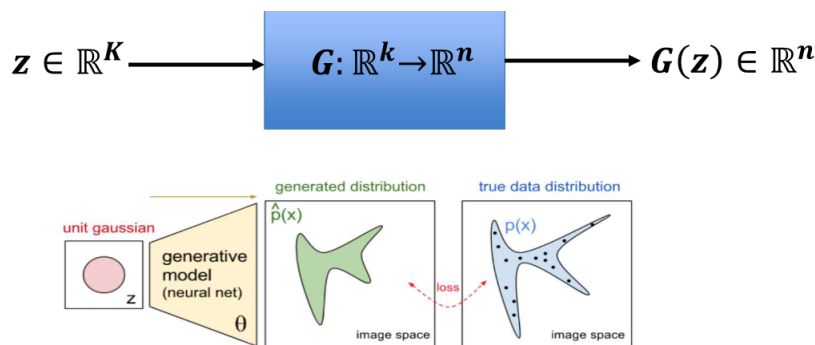 z ∈ ℝ^K
G: ℝ^k→ℝ^n
G(z) ∈ ℝ^n
generated distribution
true data distribution
unit gaussian
p̂(x)
p(x)
generative
model
(neural net)
loss
z
θ
image space
image space